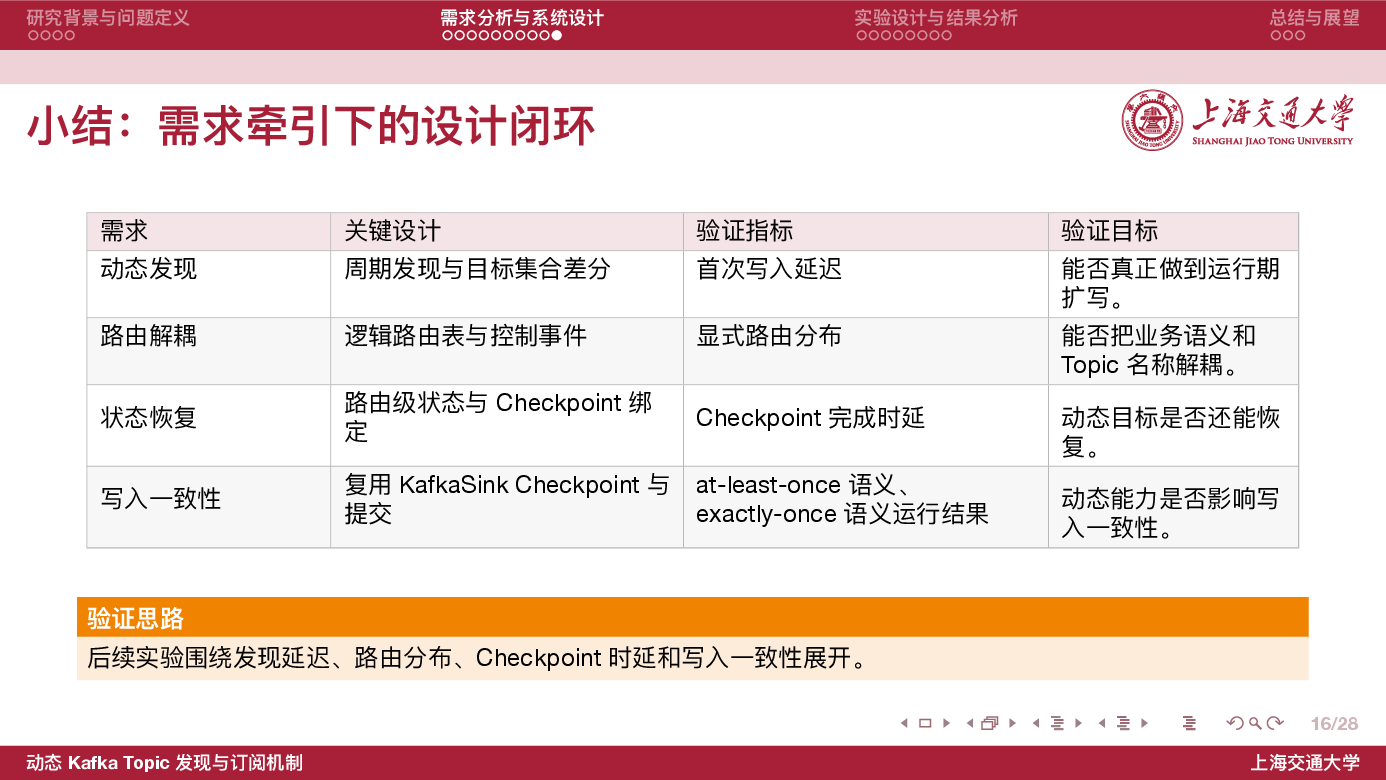 研究背景与问题定义
需求分析与系统设计
实验设计与结果分析
总结与展望
小结：需求牵引下的设计闭环
上海交通大学
SHANGHAI JIAO TONG UNIVERSITY
需求 关键设计 验证指标 验证目标
动态发现 周期发现与目标集合差分 首次写入延迟 能否真正做到运行期
扩写。
路由解耦 逻辑路由表与控制事件 显式路由分布 能否把业务语义和
Topic 名称解耦。
状态恢复 路由级状态与 Checkpoint 绑
定 Checkpoint 完成时延 动态目标是否还能恢
复。
写入一致性 复用 KafkaSink Checkpoint 与
提交 at-least-once 语义、
exactly-once 语义运行结果 动态能力是否影响写
入一致性。
验证思路
后续实验围绕发现延迟、路由分布、Checkpoint 时延和写入一致性展开。
16/28
动态 Kafka Topic 发现与订阅机制
上海交通大学